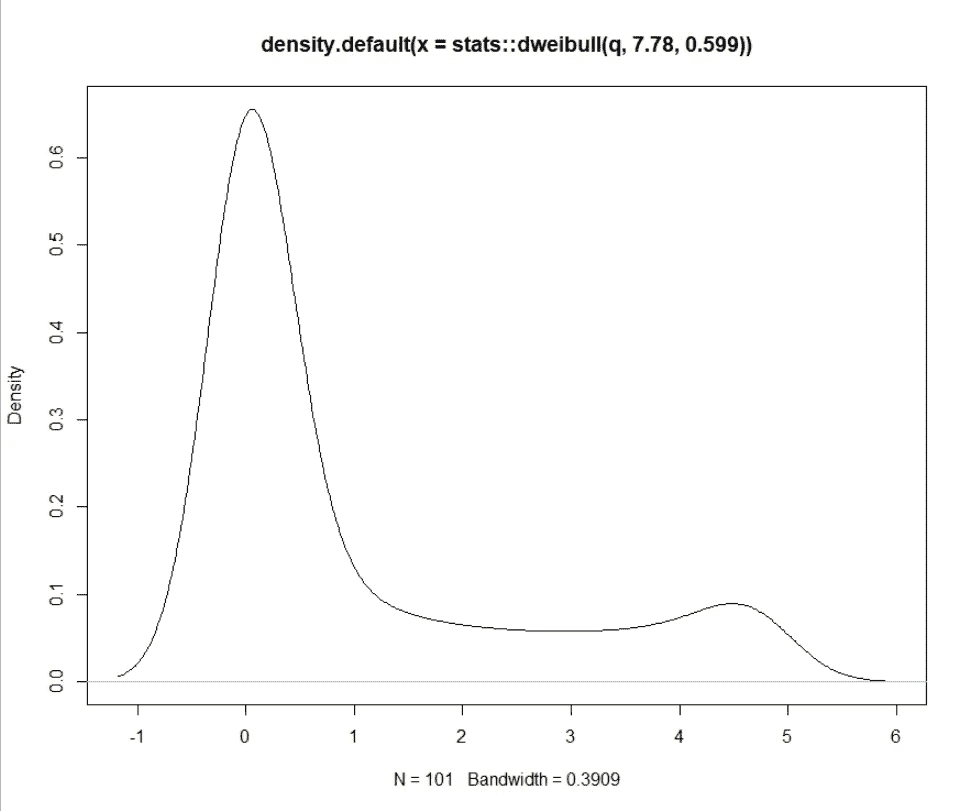 density.default(x = stats::dweibull(q, 7.78, 0.599))
Density
0.6
0.5
0.4
0.3
0.2
0.1
0.0
-1 0 1 2 3 4 5 6
N = 101 Bandwidth = 0.3909